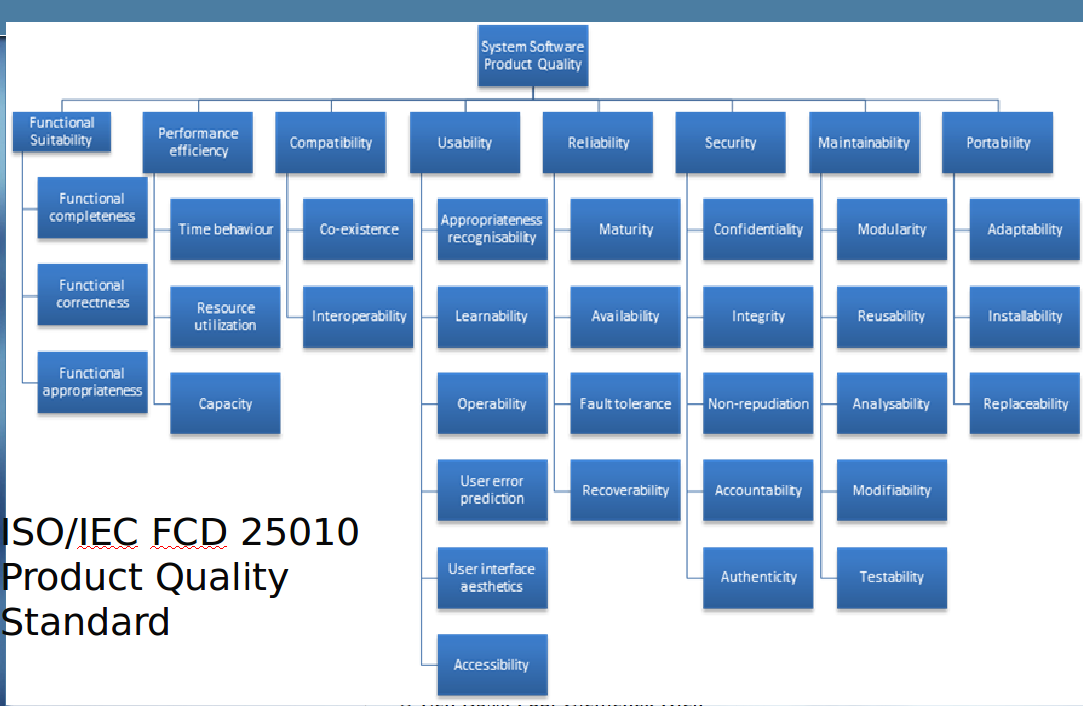 System Software
Product Quality
Functional
Suitability
Functional
completeness
Functional
correctness
Functional
appropriateness
Performance
efficiency
Time behaviour
Resource
utilization
Capacity
Compatibility
Co-existence
Interoperability
Usability
Appropriateness
recognisability
Learnability
Operability
User error
prediction
User interface
aesthetics
Accessibility
Reliability
Maturity
Availability
Fault tolerance
Recoverability
Security
Confidentiality
Integrity
Non-repudiation
Accountability
Authenticity
Maintainability
Modularity
Reusability
Analysability
Modifiability
Testability
Portability
Adaptability
Installability
Replaceability
ISO/IEC FCD 25010
Product Quality
Standard